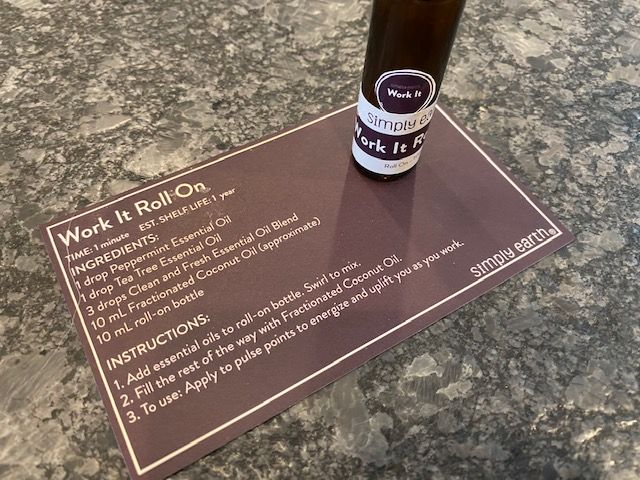 Work It
simply
Work It
Roll On
Work It Roll On
TIME: 1 minute EST. SHELF LIFE: 1 year
INGREDIENTS:
1 drop Peppermint Essential Oil
1 drop Tea Tree Essential Oil
3 drops Clean and Fresh Essential Oil Blend
10 mL Fractionated Coconut Oil (approximate)
10 mL roll-on bottle
INSTRUCTIONS:
1. Add essential oils to roll-on bottle. Swirl to mix.
2. Fill the rest of the way with Fractionated Coconut Oil.
3. To use: Apply to pulse points to energize and uplift you as you work.
simply earth®